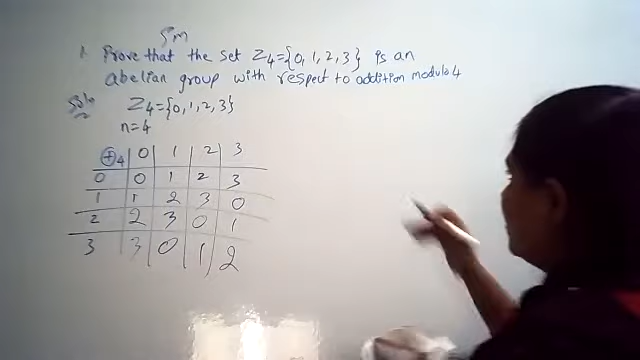 5m
1. Prove that the set Z₄={0,1,2,3} is an
abelian group with respect to addition modulo 4
Soln
Z₄={0,1,2,3}
n=4
⊕₄ 0 1 2 3
0 0 1 2 3
1 1 2 3 0
2 2 3 0 1
3 3 0 1 2